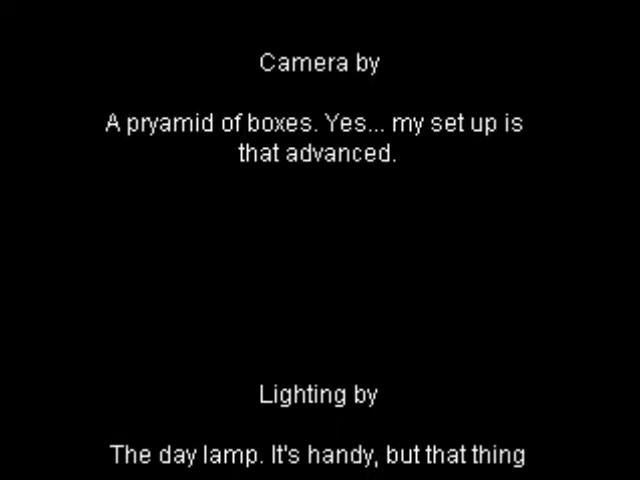 Camera by
A pryamid of boxes. Yes... my set up is
that advanced.
Lighting by
The day lamp. It's handy, but that thing